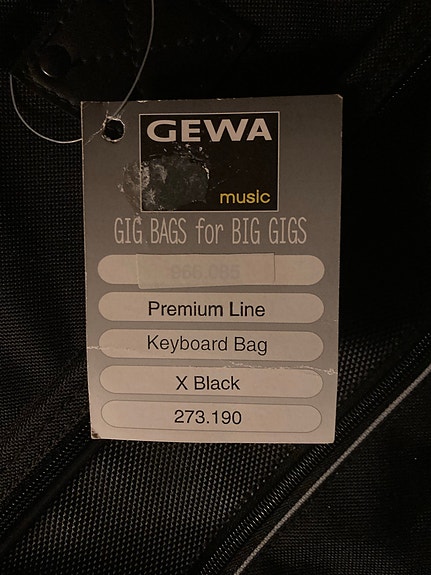 GEWA
music
GIG BAGS for BIG GIGS
Premium Line
Keyboard Bag
X Black
273.190